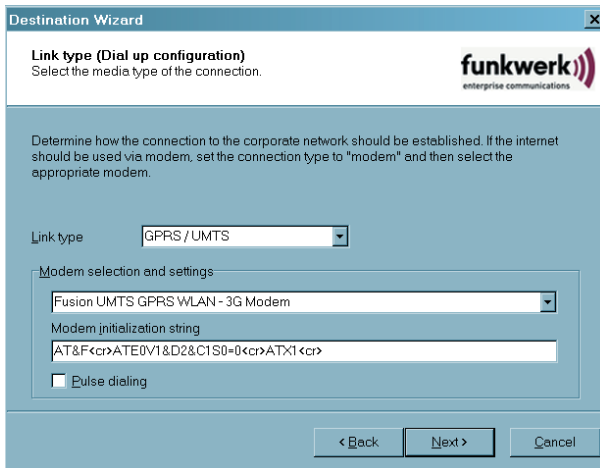 Destination Wizard
Link type (Dial up configuration)
Select the media type of the connection.
funkwerk
enterprise communications
Determine how the connection to the corporate network should be established. If the internet
should be used via modem, set the connection type to "modem" and then select the
appropriate modem.
Link type
GPRS / UMTS
Modem selection and settings
Fusion UMTS GPRS WLAN - 3G Modem
Modem initialization string
AT&F<cr>ATE0V1&D2&C1S0=0<cr>ATX1<cr>
Pulse dialing
< Back
Next >
Cancel